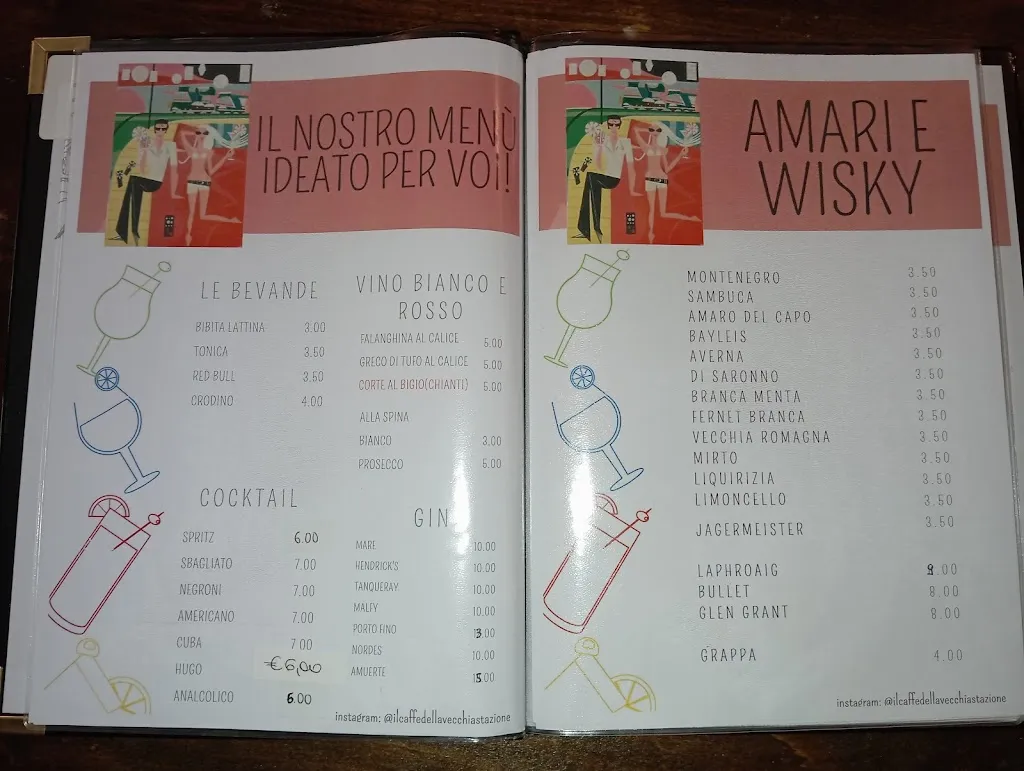 IL NOSTRO MENÙ
IDEATO PER VOI!
LE BEVANDE
BIBITA LATTINA 3.00
TONICA 3.50
RED BULL 3.50
CRODINO 4.00
VINO BIANCO E
ROSSO
FALANGHINA AL CALICE 5.00
GRECO DI TUFO AL CALICE 5.00
CORTE AL BIGIO(CHIANTI) 5.00
ALLA SPINA
BIANCO 3.00
PROSECCO 5.00
COCKTAIL
SPRITZ 6.00
SBAGLIATO 7.00
NEGRONI 7.00
AMERICANO 7.00
CUBA 7 00
HUGO €6,00
ANALCOLICO 6.00
GIN
MARE 10.00
HENDRICK'S 10.00
TANQUERAY 10.00
MALFY 10.00
PORTO FINO 13.00
NORDES 10.00
AMUERTE 15.00
instagram: @ilcaffedellavecchiastazione
AMARI E
WISKY
MONTENEGRO 3.50
SAMBUCA 3.50
AMARO DEL CAPO 3.50
BAYLEIS 3.50
AVERNA 3.50
DI SARONNO 3.50
BRANCA MENTA 3.50
FERNET BRANCA 3.50
VECCHIA ROMAGNA 3.50
MIRTO 3.50
LIQUIRIZIA 3.50
LIMONCELLO 3.50
JAGERMEISTER 3.50
LAPHROAIG 9.00
BULLET 8.00
GLEN GRANT 8.00
GRAPPA 4.00
instagram: @ilcaffedellavecchiastazione